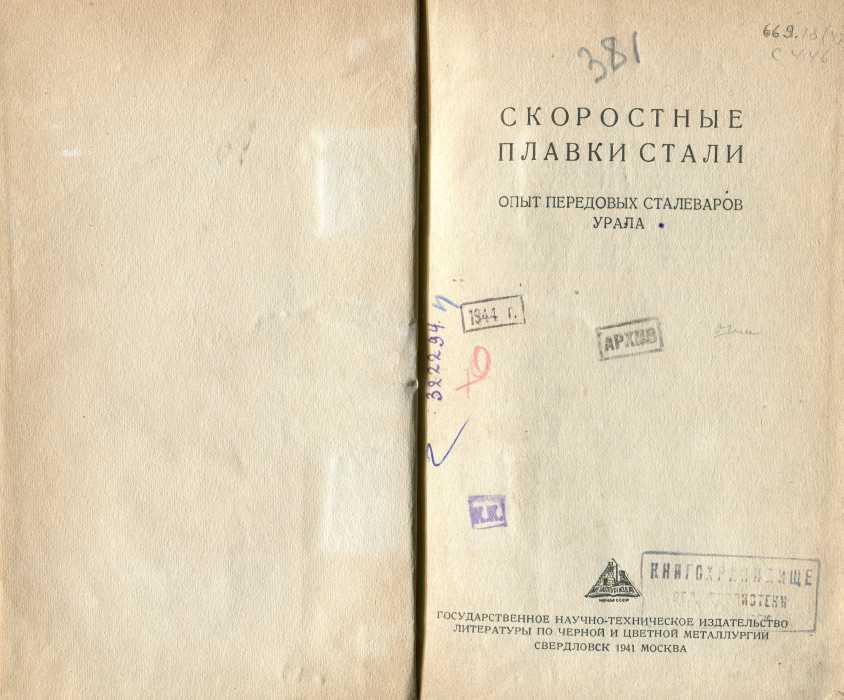 381
669.18(
С 446
СКОРОСТНЫЕ
ПЛАВКИ СТАЛИ
ОПЫТ ПЕРЕДОВЫХ СТАЛЕВАРОВ
УРАЛА
1944 г.
АРХИВ
322294
К.К.
КНИГОХРАНИЛИЩЕ
ГОСУДАРСТВЕННОЕ НАУЧНО-ТЕХНИЧЕСКОЕ ИЗДАТЕЛЬСТВО
ЛИТЕРАТУРЫ ПО ЧЕРНОЙ И ЦВЕТНОЙ МЕТАЛЛУРГИИ
СВЕРДЛОВСК 1941 МОСКВА